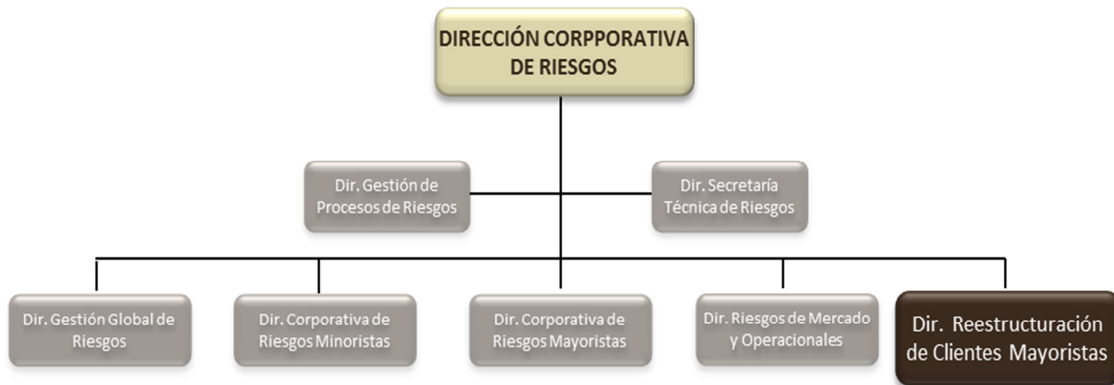 DIRECCIÓN CORPPORATIVA
DE RIESGOS
Dir. Gestión de
Procesos de Riesgos
Dir. Secretaría
Técnica de Riesgos
Dir. Gestión Global de
Riesgos
Dir. Corporativa de
Riesgos Minoristas
Dir. Corporativa de
Riesgos Mayoristas
Dir. Riesgos de Mercado
y Operacionales
Dir. Reestructuración
de Clientes Mayoristas